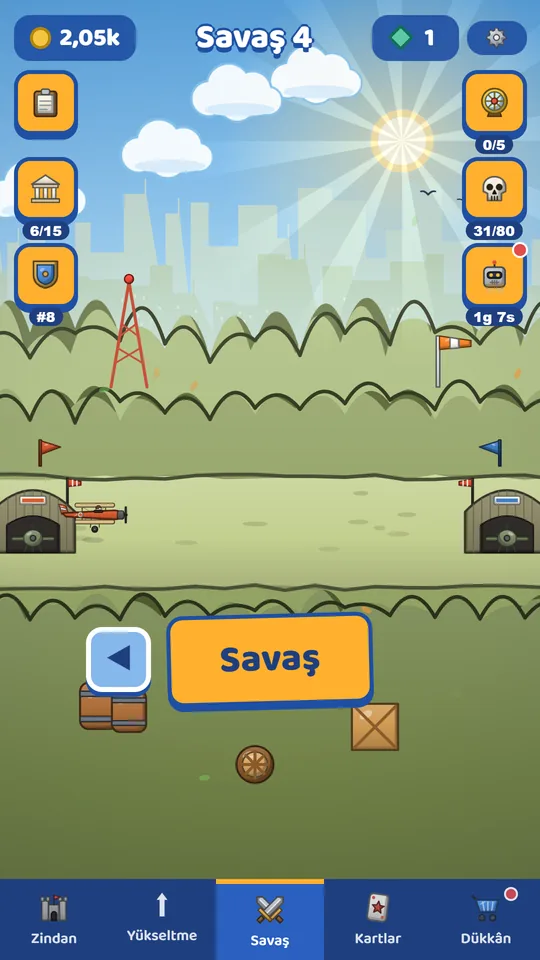 2,05k
Savaş 4
1
0/5
6/15
31/80
#8
1g 7s
Savaş
Zindan
Yükseltme
Savaş
Kartlar
Dükkân